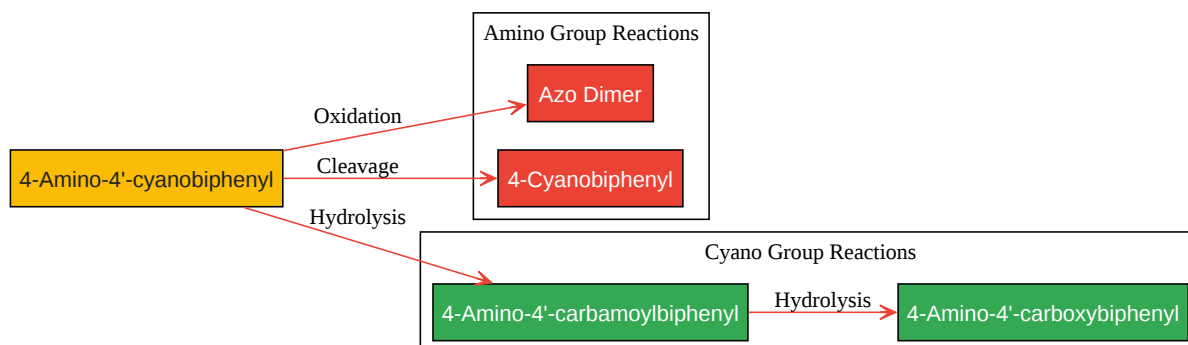 Amino Group Reactions
Azo Dimer
Oxidation
4-Amino-4'-cyanobiphenyl
Cleavage
4-Cyanobiphenyl
Hydrolysis
Cyano Group Reactions
4-Amino-4'-carbamoylbiphenyl
Hydrolysis
4-Amino-4'-carboxybiphenyl